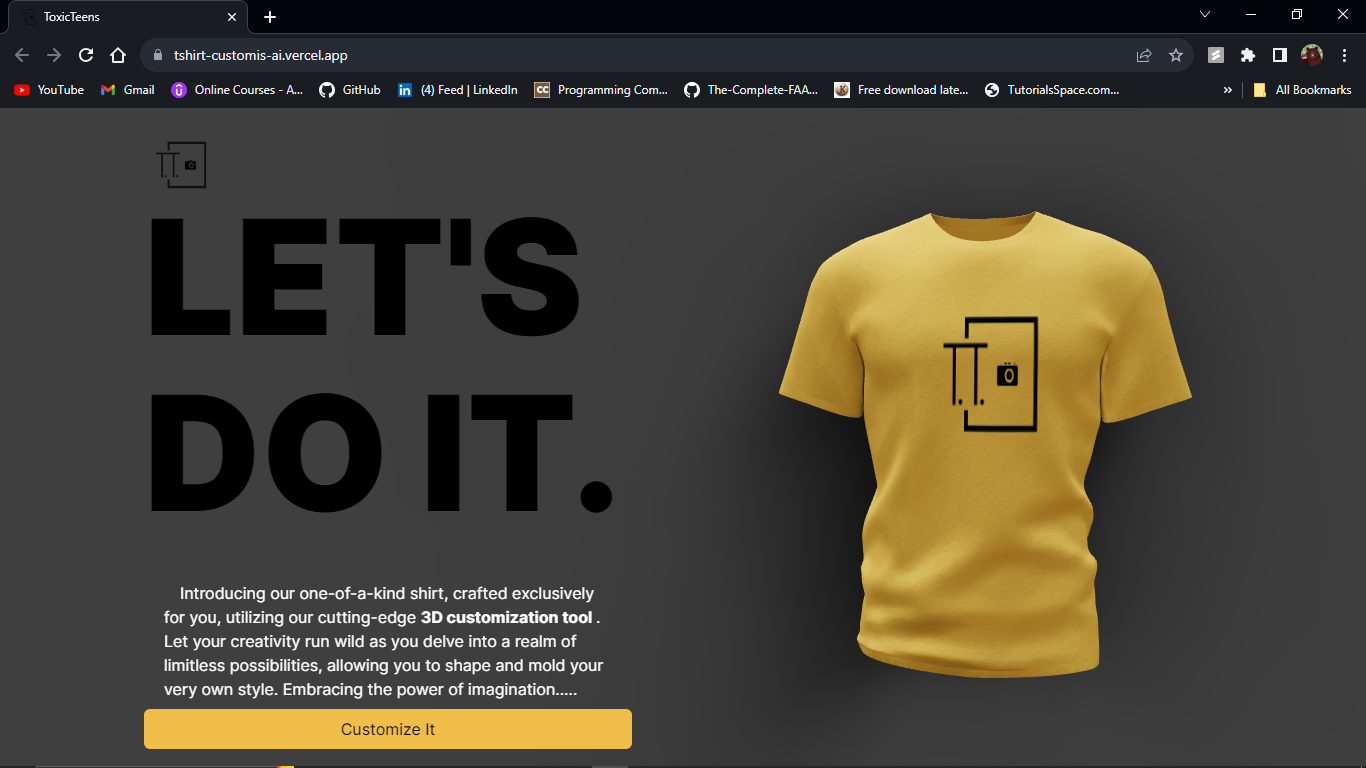 ToxicTeens
tshirt-customis-ai.vercel.app
YouTube
Gmail
Online Courses - A...
GitHub
(4) Feed | LinkedIn
CC
Programming Com...
The-Complete-FAA...
Free download late...
TutorialsSpace.com...
»
All Bookmarks
T.T.
LET'S
DO IT.
T.T.
Introducing our one-of-a-kind shirt, crafted exclusively
for you, utilizing our cutting-edge 3D customization tool .
Let your creativity run wild as you delve into a realm of
limitless possibilities, allowing you to shape and mold your
very own style. Embracing the power of imagination.....
Customize It